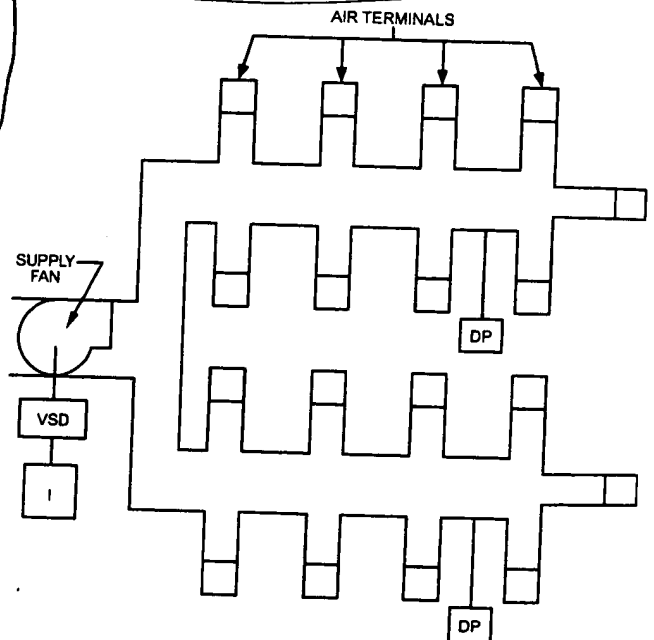 AIR TERMINALS
SUPPLY
FAN
DP
VSD
I
DP